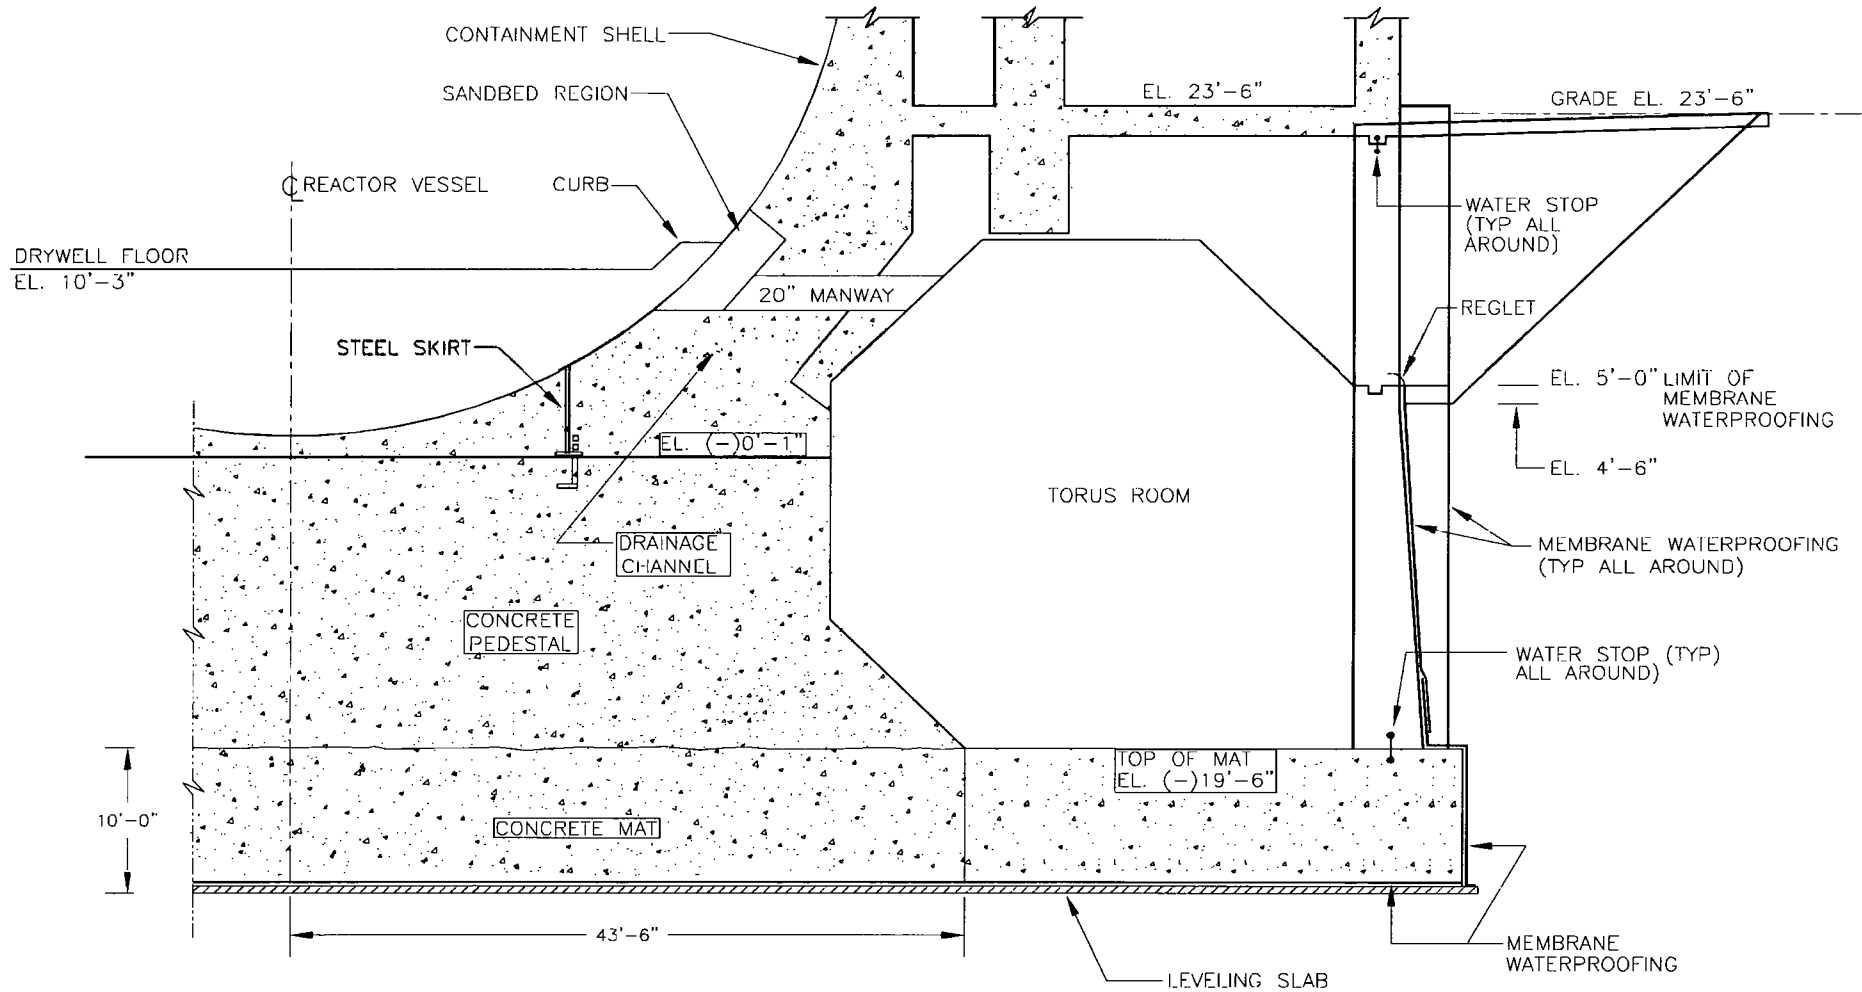 CONTAINMENT SHELL
SANDBED REGION
EL. 23'-6"
GRADE EL. 23'-6"
℄ REACTOR VESSEL
CURB
WATER STOP
(TYP ALL
AROUND)
DRYWELL FLOOR
EL. 10'-3"
20" MANWAY
REGLET
STEEL SKIRT
EL. 5'-0" LIMIT OF
MEMBRANE
WATERPROOFING
EL. (-)0'-1"
EL. 4'-6"
TORUS ROOM
DRAINAGE
CHANNEL
MEMBRANE WATERPROOFING
(TYP ALL AROUND)
CONCRETE
PEDESTAL
WATER STOP (TYP)
ALL AROUND)
TOP OF MAT
EL. (-)19'-6"
10'-0"
CONCRETE MAT
43'-6"
MEMBRANE
WATERPROOFING
LEVELING SLAB